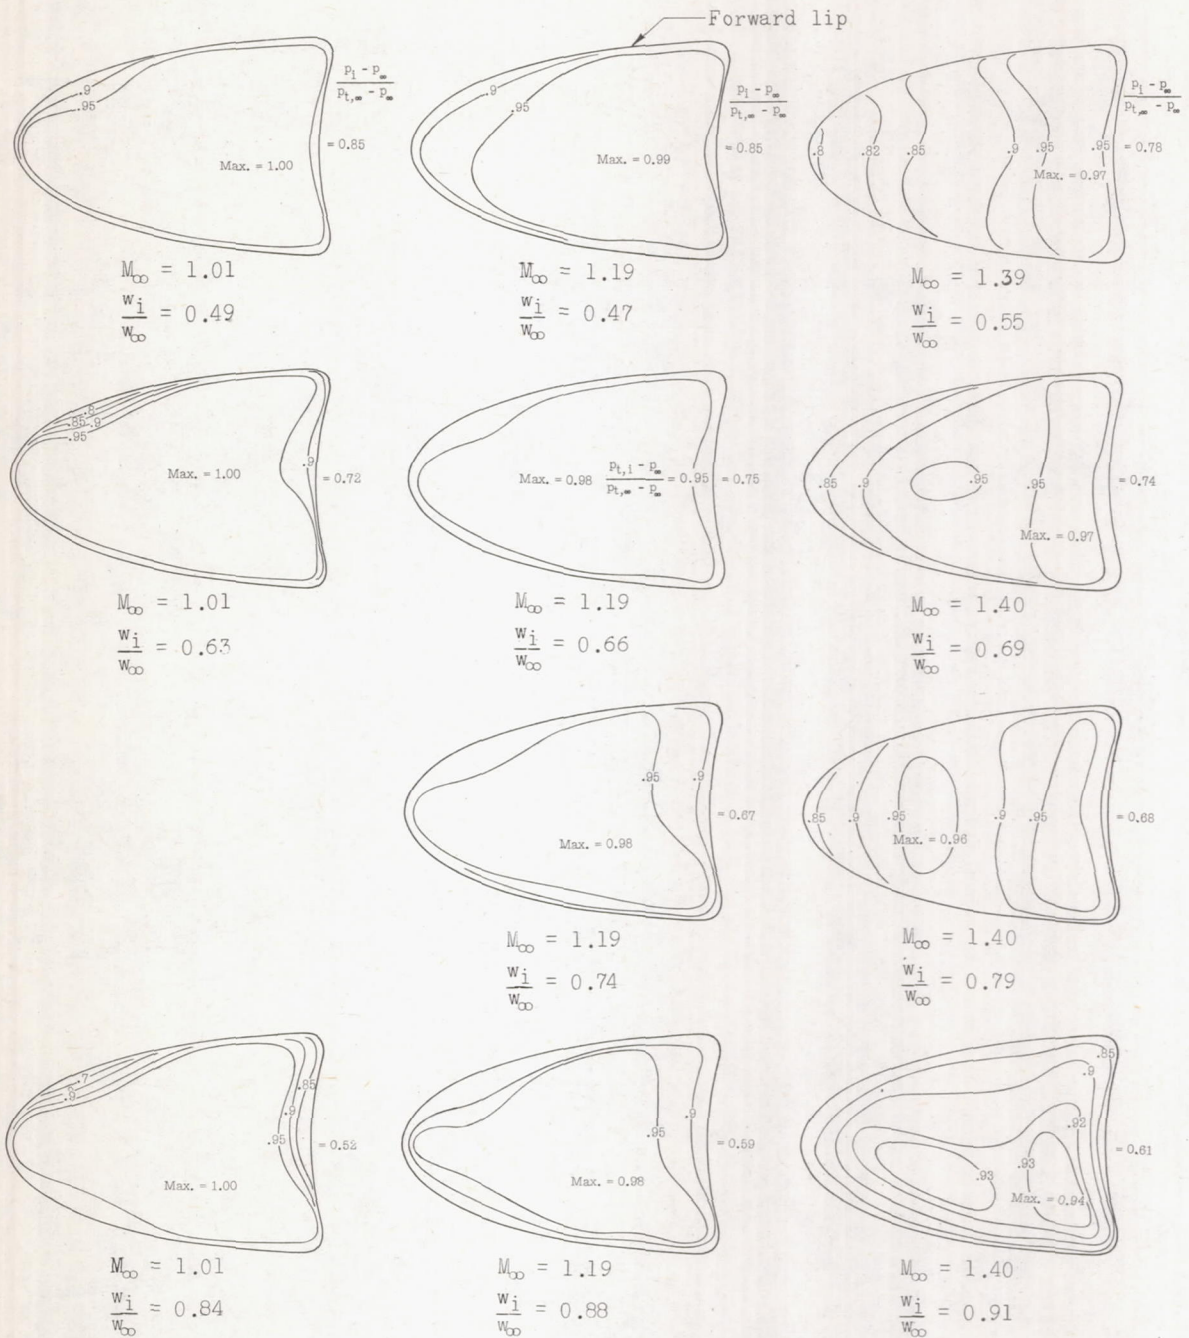 Forward lip
.9
.95
Max. = 1.00
p_i - p_∞
p_t,∞ - p_∞
= 0.85
M_∞ = 1.01
w_i
w_∞ = 0.49
.9
.95
Max. = 0.99
p_i - p_∞
p_t,∞ - p_∞
= 0.85
M_∞ = 1.19
w_i
w_∞ = 0.47
.8
.82
.85
.9
.95
.95
Max. = 0.97
p_i - p_∞
p_t,∞ - p_∞
= 0.78
M_∞ = 1.39
w_i
w_∞ = 0.55
.8
.85
.9
.95
Max. = 1.00
.9
= 0.72
M_∞ = 1.01
w_i
w_∞ = 0.63
Max. = 0.98
p_t,i - p_∞
p_t,∞ - p_∞
= 0.95
= 0.75
M_∞ = 1.19
w_i
w_∞ = 0.66
.85
.9
.95
.95
Max. = 0.97
= 0.74
M_∞ = 1.40
w_i
w_∞ = 0.69
.95
.9
Max. = 0.98
= 0.67
M_∞ = 1.19
w_i
w_∞ = 0.74
.85
.9
.95
.9
.95
Max. = 0.96
= 0.68
M_∞ = 1.40
w_i
w_∞ = 0.79
.7
.9
.85
.9
.95
Max. = 1.00
= 0.52
M_∞ = 1.01
w_i
w_∞ = 0.84
.9
.95
Max. = 0.98
= 0.59
M_∞ = 1.19
w_i
w_∞ = 0.88
.85
.9
.92
.93
.93
Max. = 0.94
= 0.61
M_∞ = 1.40
w_i
w_∞ = 0.91